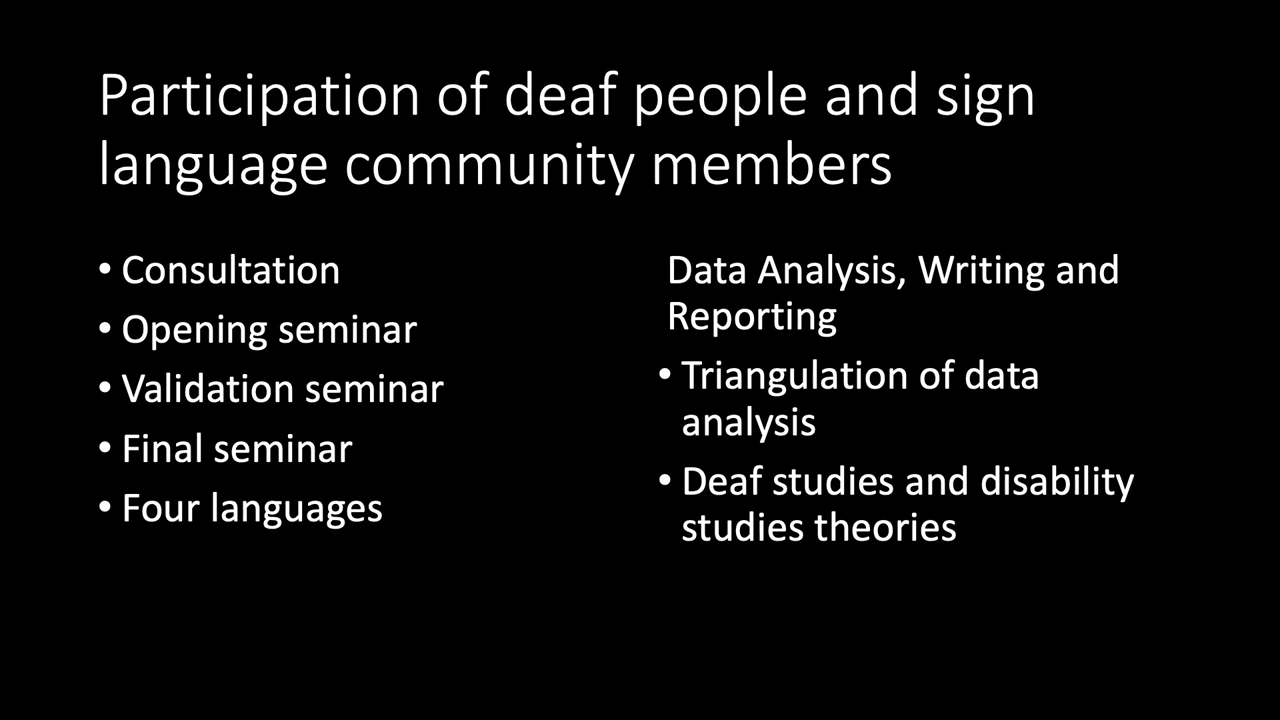 Participation of deaf people and sign
language community members
• Consultation
• Opening seminar
• Validation seminar
• Final seminar
• Four languages
Data Analysis, Writing and
Reporting
• Triangulation of data
analysis
• Deaf studies and disability
studies theories